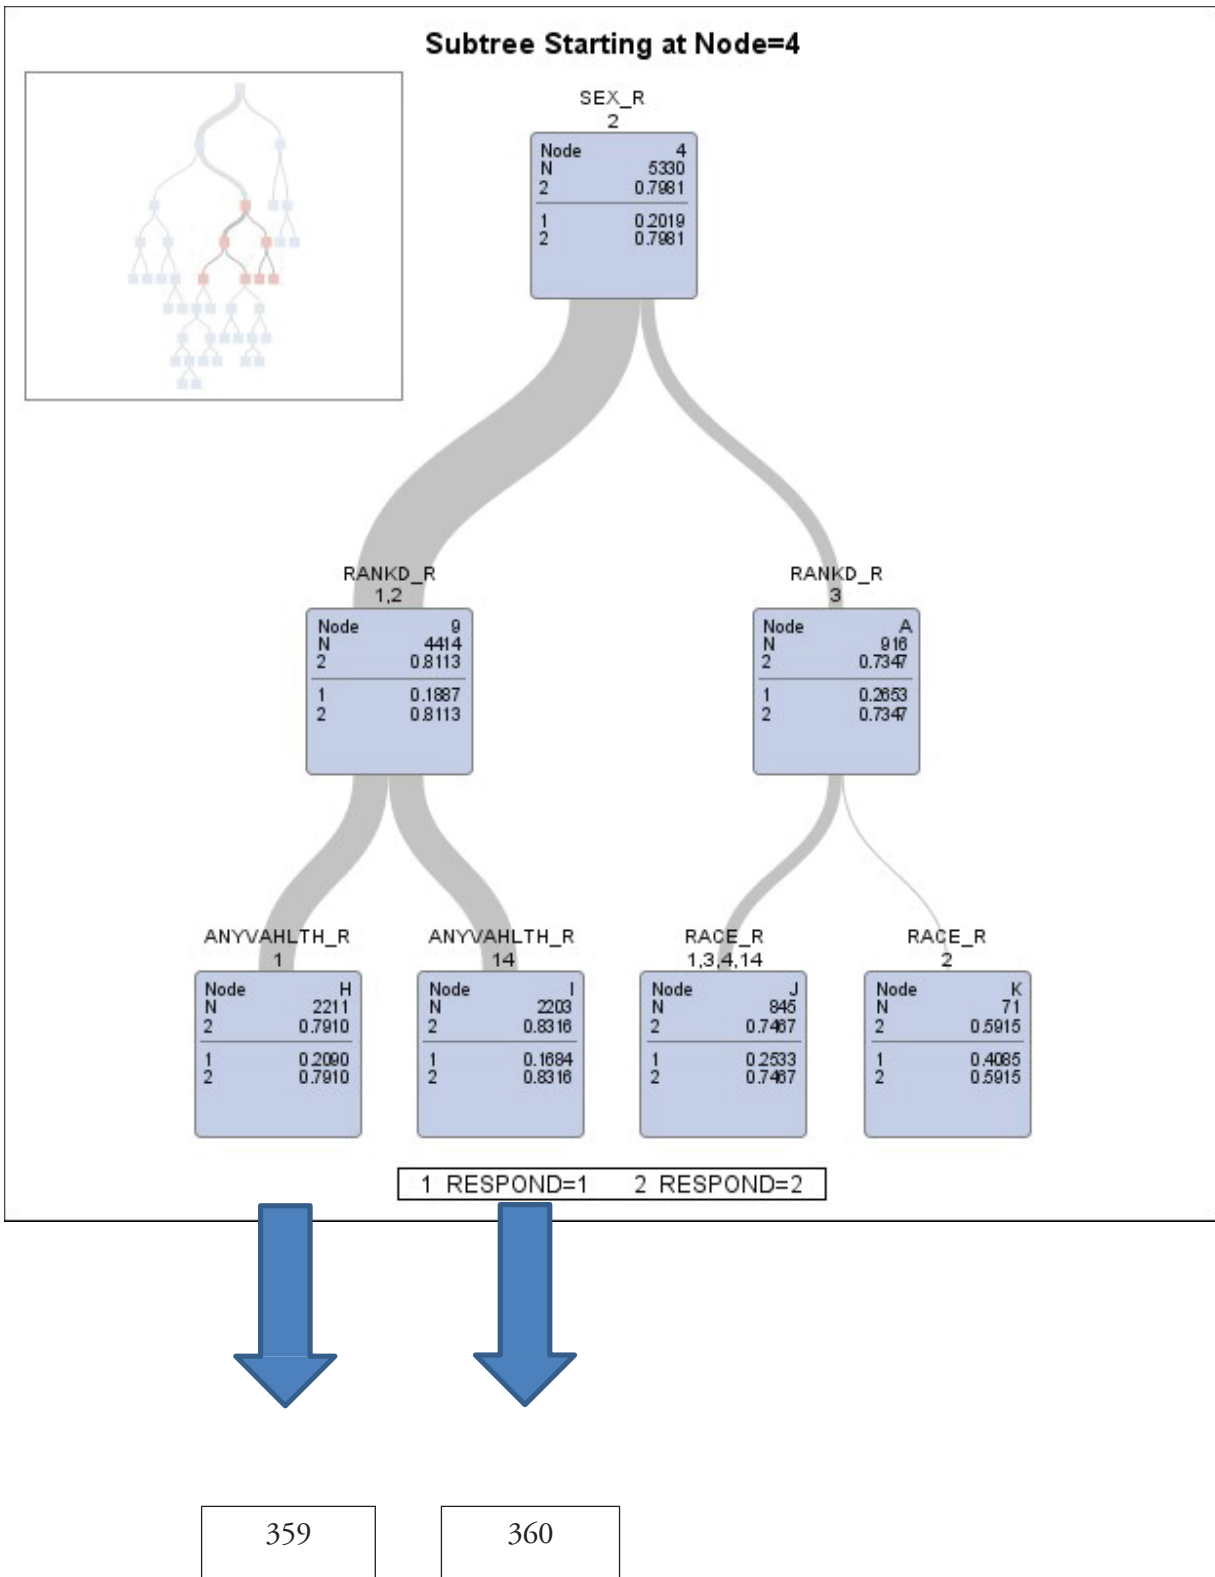 Subtree Starting at Node=4
SEX_R
2
Node 4
N 5330
2 0.7981
1 0.2019
2 0.7981
RANKD_R
1,2
Node 9
N 4414
2 0.8113
1 0.1887
2 0.8113
RANKD_R
3
Node A
N 916
2 0.7347
1 0.2653
2 0.7347
ANYVAHLTH_R
1
Node H
N 2211
2 0.7910
1 0.2090
2 0.7910
ANYVAHLTH_R
14
Node I
N 2203
2 0.8316
1 0.1684
2 0.8316
RACE_R
1,3,4,14
Node J
N 845
2 0.7467
1 0.2533
2 0.7467
RACE_R
2
Node K
N 71
2 0.5915
1 0.4085
2 0.5915
1 RESPOND=1 2 RESPOND=2
359
360